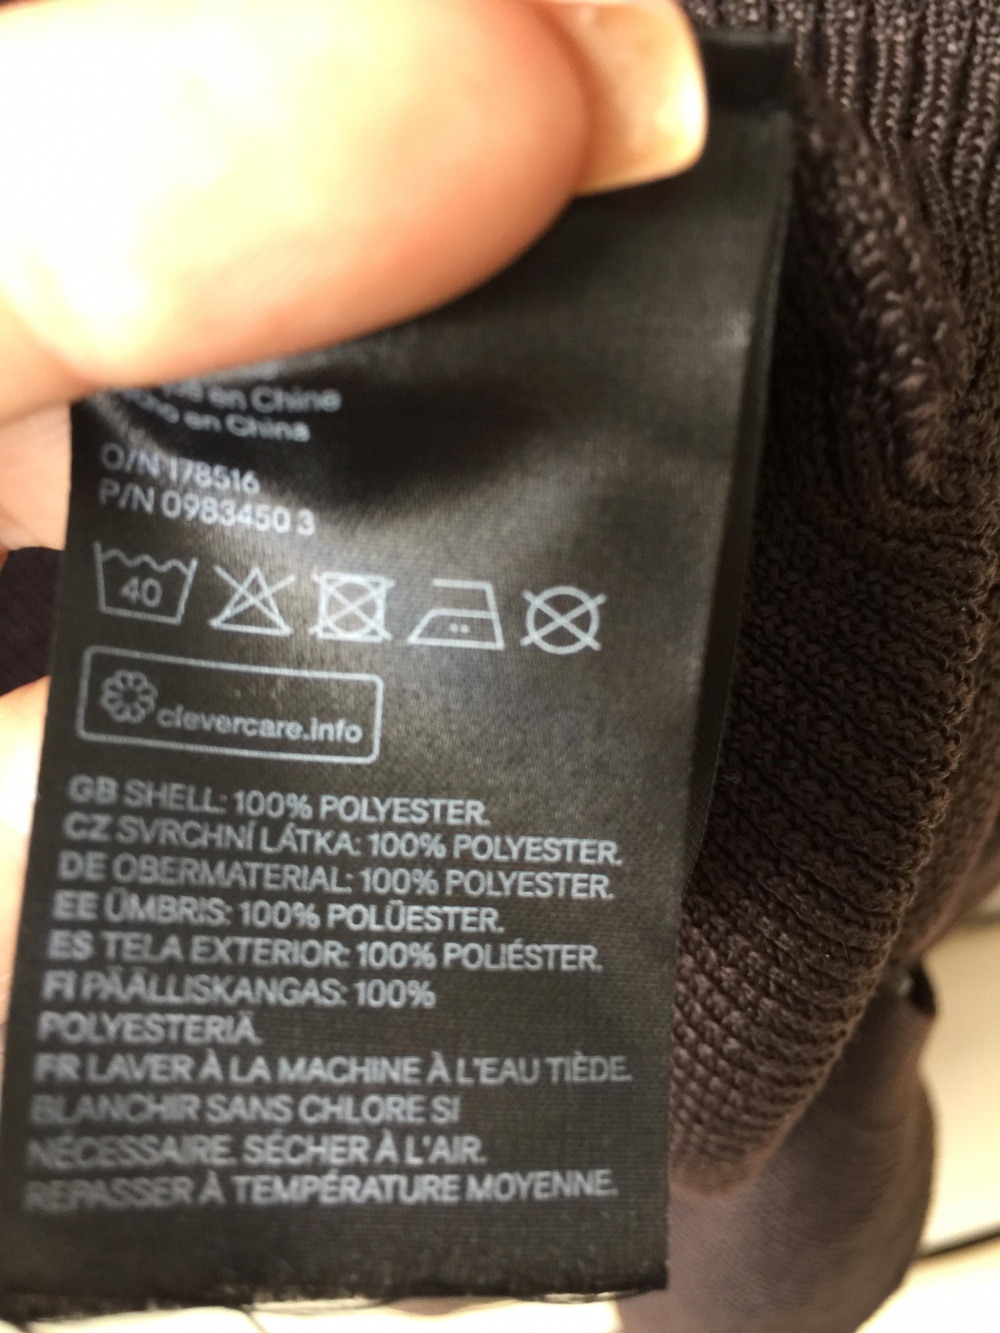 en Chine
en China
O/N 178516
P/N 0983450 3
40
clevercare.info
GB SHELL: 100% POLYESTER.
CZ SVRCHNÍ LÁTKA: 100% POLYESTER.
DE OBERMATERIAL: 100% POLYESTER.
EE ÜMBRIS: 100% POLÜESTER.
ES TELA EXTERIOR: 100% POLIÉSTER.
FI PÄÄLLISKANGAS: 100%
POLYESTERIÄ.
FR LAVER À LA MACHINE À L'EAU TIÈDE.
BLANCHIR SANS CHLORE SI
NÉCESSAIRE. SÉCHER À L'AIR.
REPASSER À TEMPÉRATURE MOYENNE.